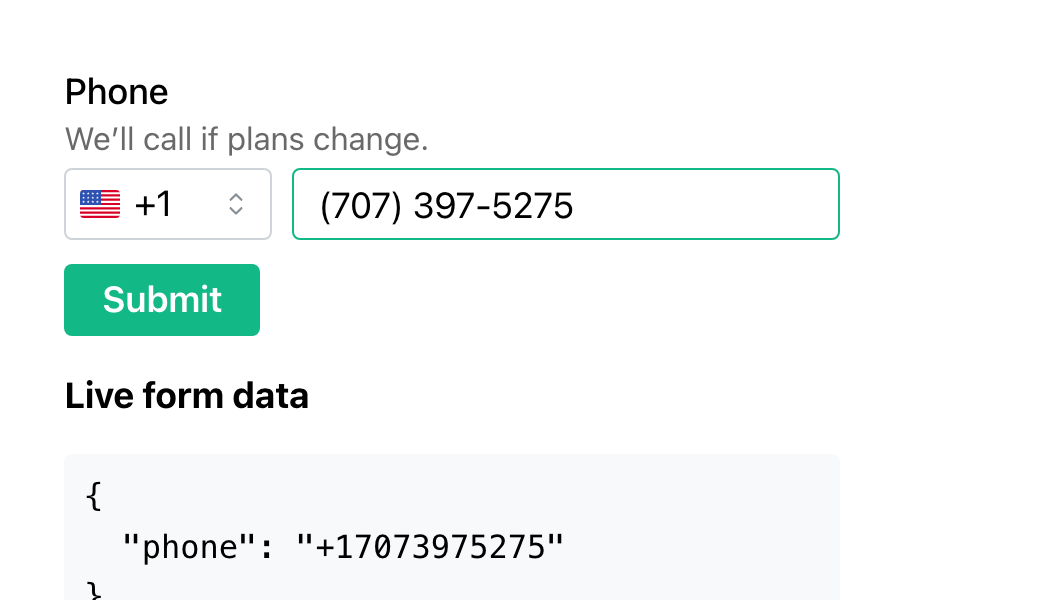 Phone
We’ll call if plans change.
+1
(707) 397-5275
Submit
Live form data
{
"phone": "+17073975275"
}